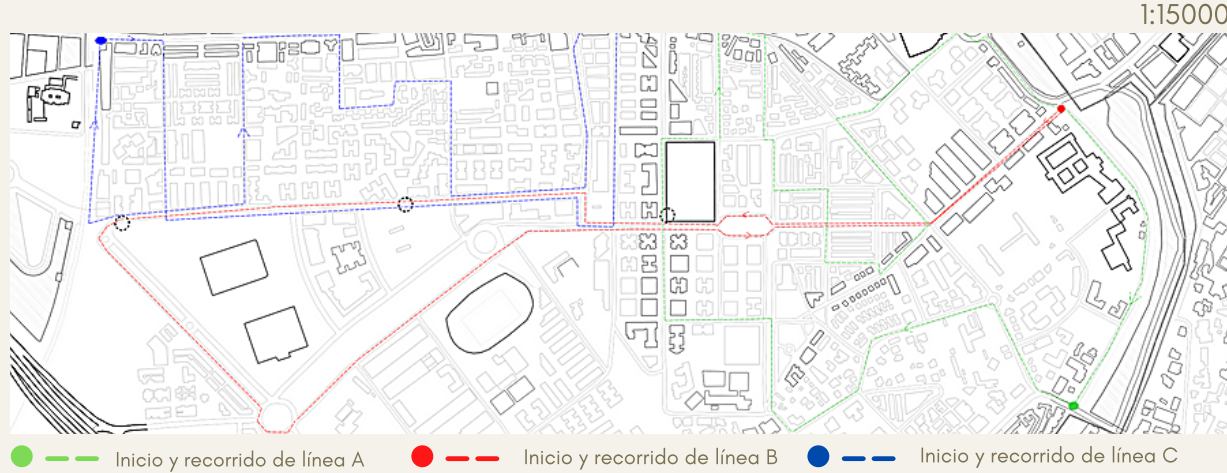 1:15000
Inicio y recorrido de línea A
Inicio y recorrido de línea B
Inicio y recorrido de línea C